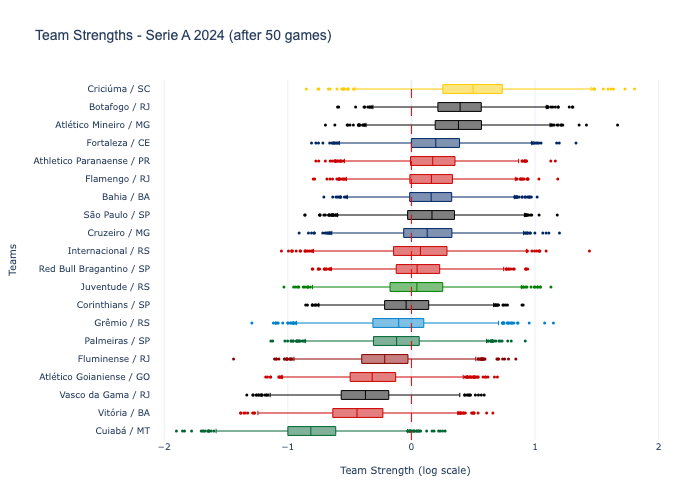 Team Strengths - Serie A 2024 (after 50 games)
Criciúma / SC
Botafogo / RJ
Atlético Mineiro / MG
Fortaleza / CE
Athletico Paranaense / PR
Flamengo / RJ
Bahia / BA
São Paulo / SP
Cruzeiro / MG
Internacional / RS
Red Bull Bragantino / SP
Juventude / RS
Corinthians / SP
Grêmio / RS
Palmeiras / SP
Fluminense / RJ
Atlético Goianiense / GO
Vasco da Gama / RJ
Vitória / BA
Cuiabá / MT
Teams
−2 −1 0 1 2
Team Strength (log scale)